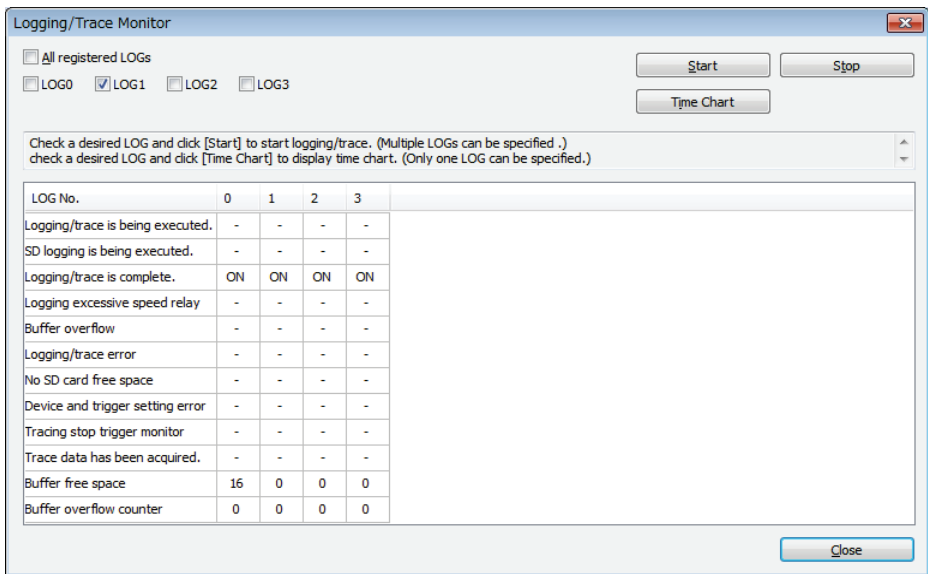 Logging/Trace Monitor
All registered LOGs
LOG0 LOG1 LOG2 LOG3
Start Stop
Time Chart
Check a desired LOG and click [Start] to start logging/trace. (Multiple LOGs can be specified .)
check a desired LOG and click [Time Chart] to display time chart. (Only one LOG can be specified.)
LOG No. 0 1 2 3
Logging/trace is being executed. - - - -
SD logging is being executed. - - - -
Logging/trace is complete. ON ON ON ON
Logging excessive speed relay - - - -
Buffer overflow - - - -
Logging/trace error - - - -
No SD card free space - - - -
Device and trigger setting error - - - -
Tracing stop trigger monitor - - - -
Trace data has been acquired. - - - -
Buffer free space 16 0 0 0
Buffer overflow counter 0 0 0 0
Close